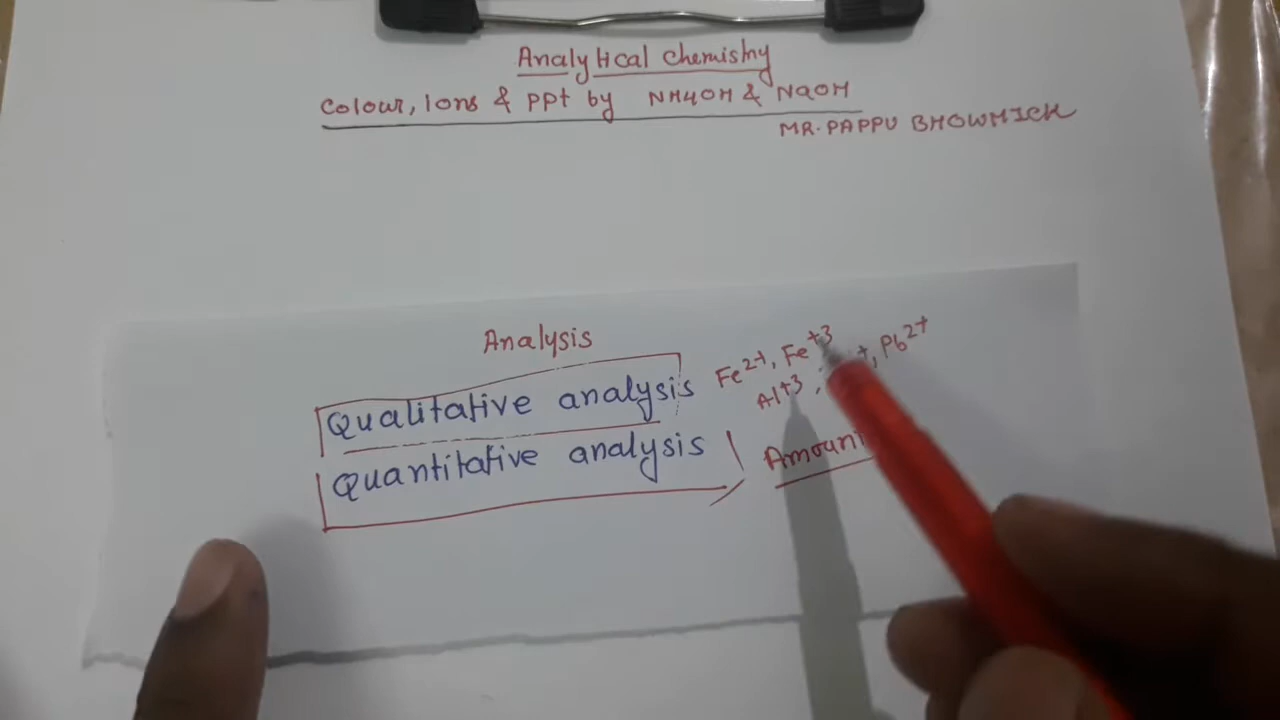 Analytical chemistry
Colour, Ions & ppt by NH4OH & NaOH
MR. PAPPU BHOWMICK
Analysis
Qualitative analysis
Fe2+, Fe+3
Al+3, +, Pb2+
Quantitative analysis
Amount